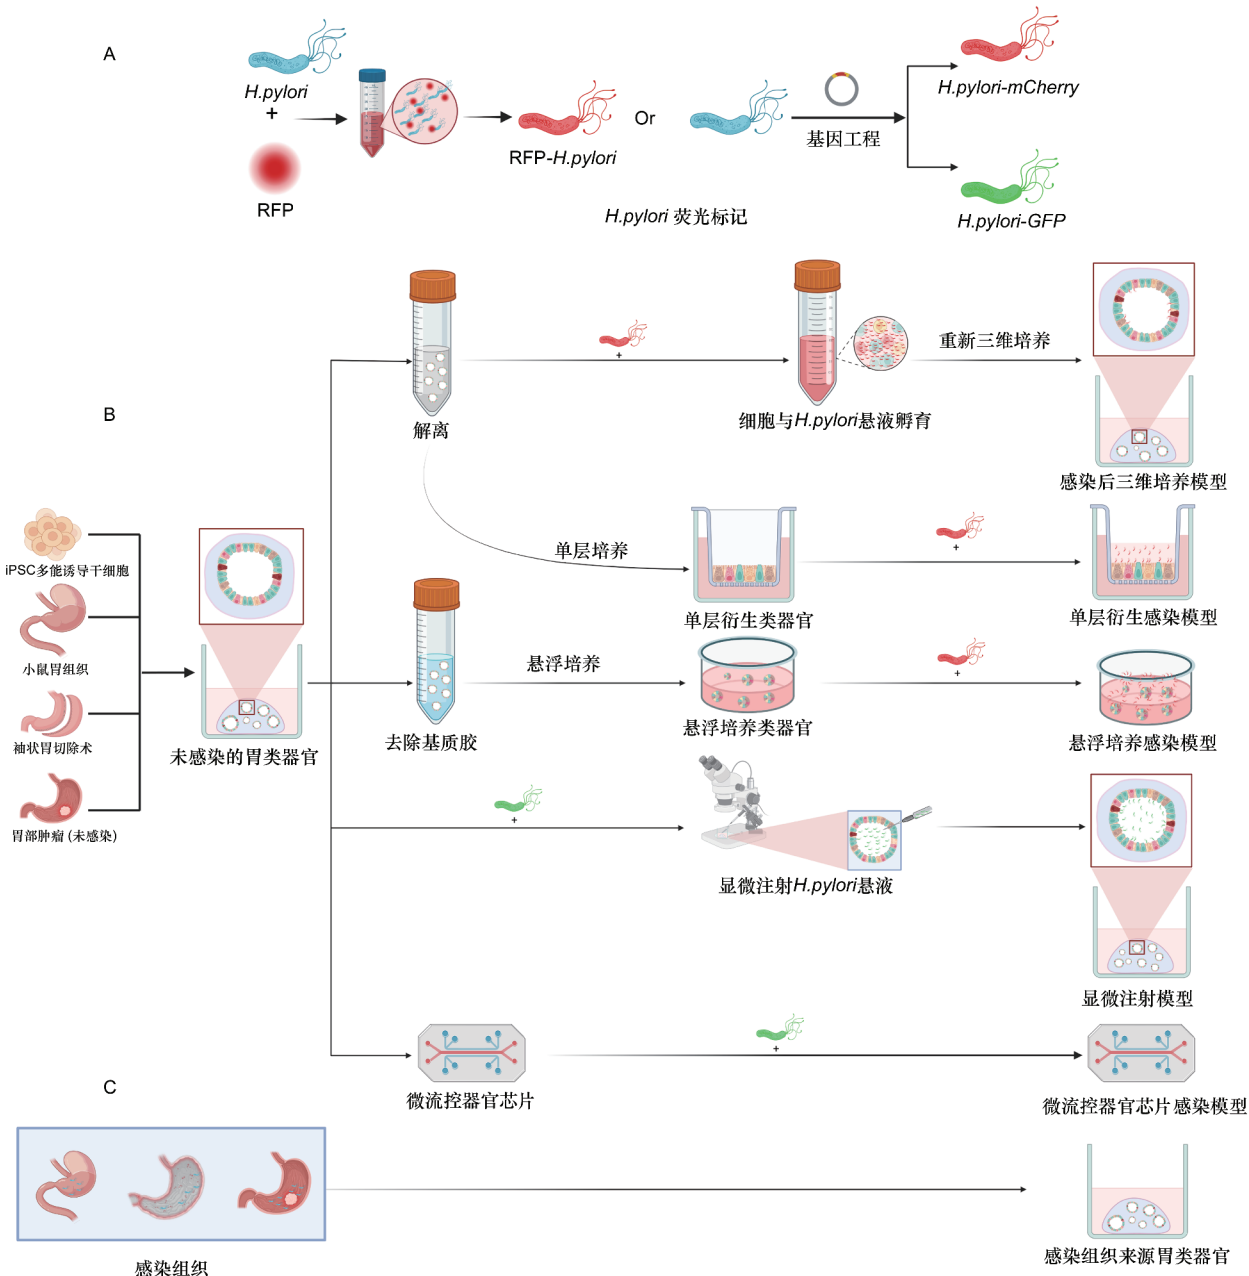 A
H.pylori
+
RFP
RFP-H.pylori
Or
基因工程
H.pylori-mCherry
H.pylori-GFP
H.pylori 荧光标记
B
iPSC多能诱导干细胞
小鼠胃组织
袖状胃切除术
胃部肿瘤 (未感染)
未感染的胃类器官
解离
+
细胞与H.pylori悬液孵育
重新三维培养
感染后三维培养模型
单层培养
单层衍生类器官
+
单层衍生感染模型
去除基质胶
悬浮培养
悬浮培养类器官
+
悬浮培养感染模型
+
显微注射H.pylori悬液
显微注射模型
微流控器官芯片
+
微流控器官芯片感染模型
C
感染组织
感染组织来源胃类器官